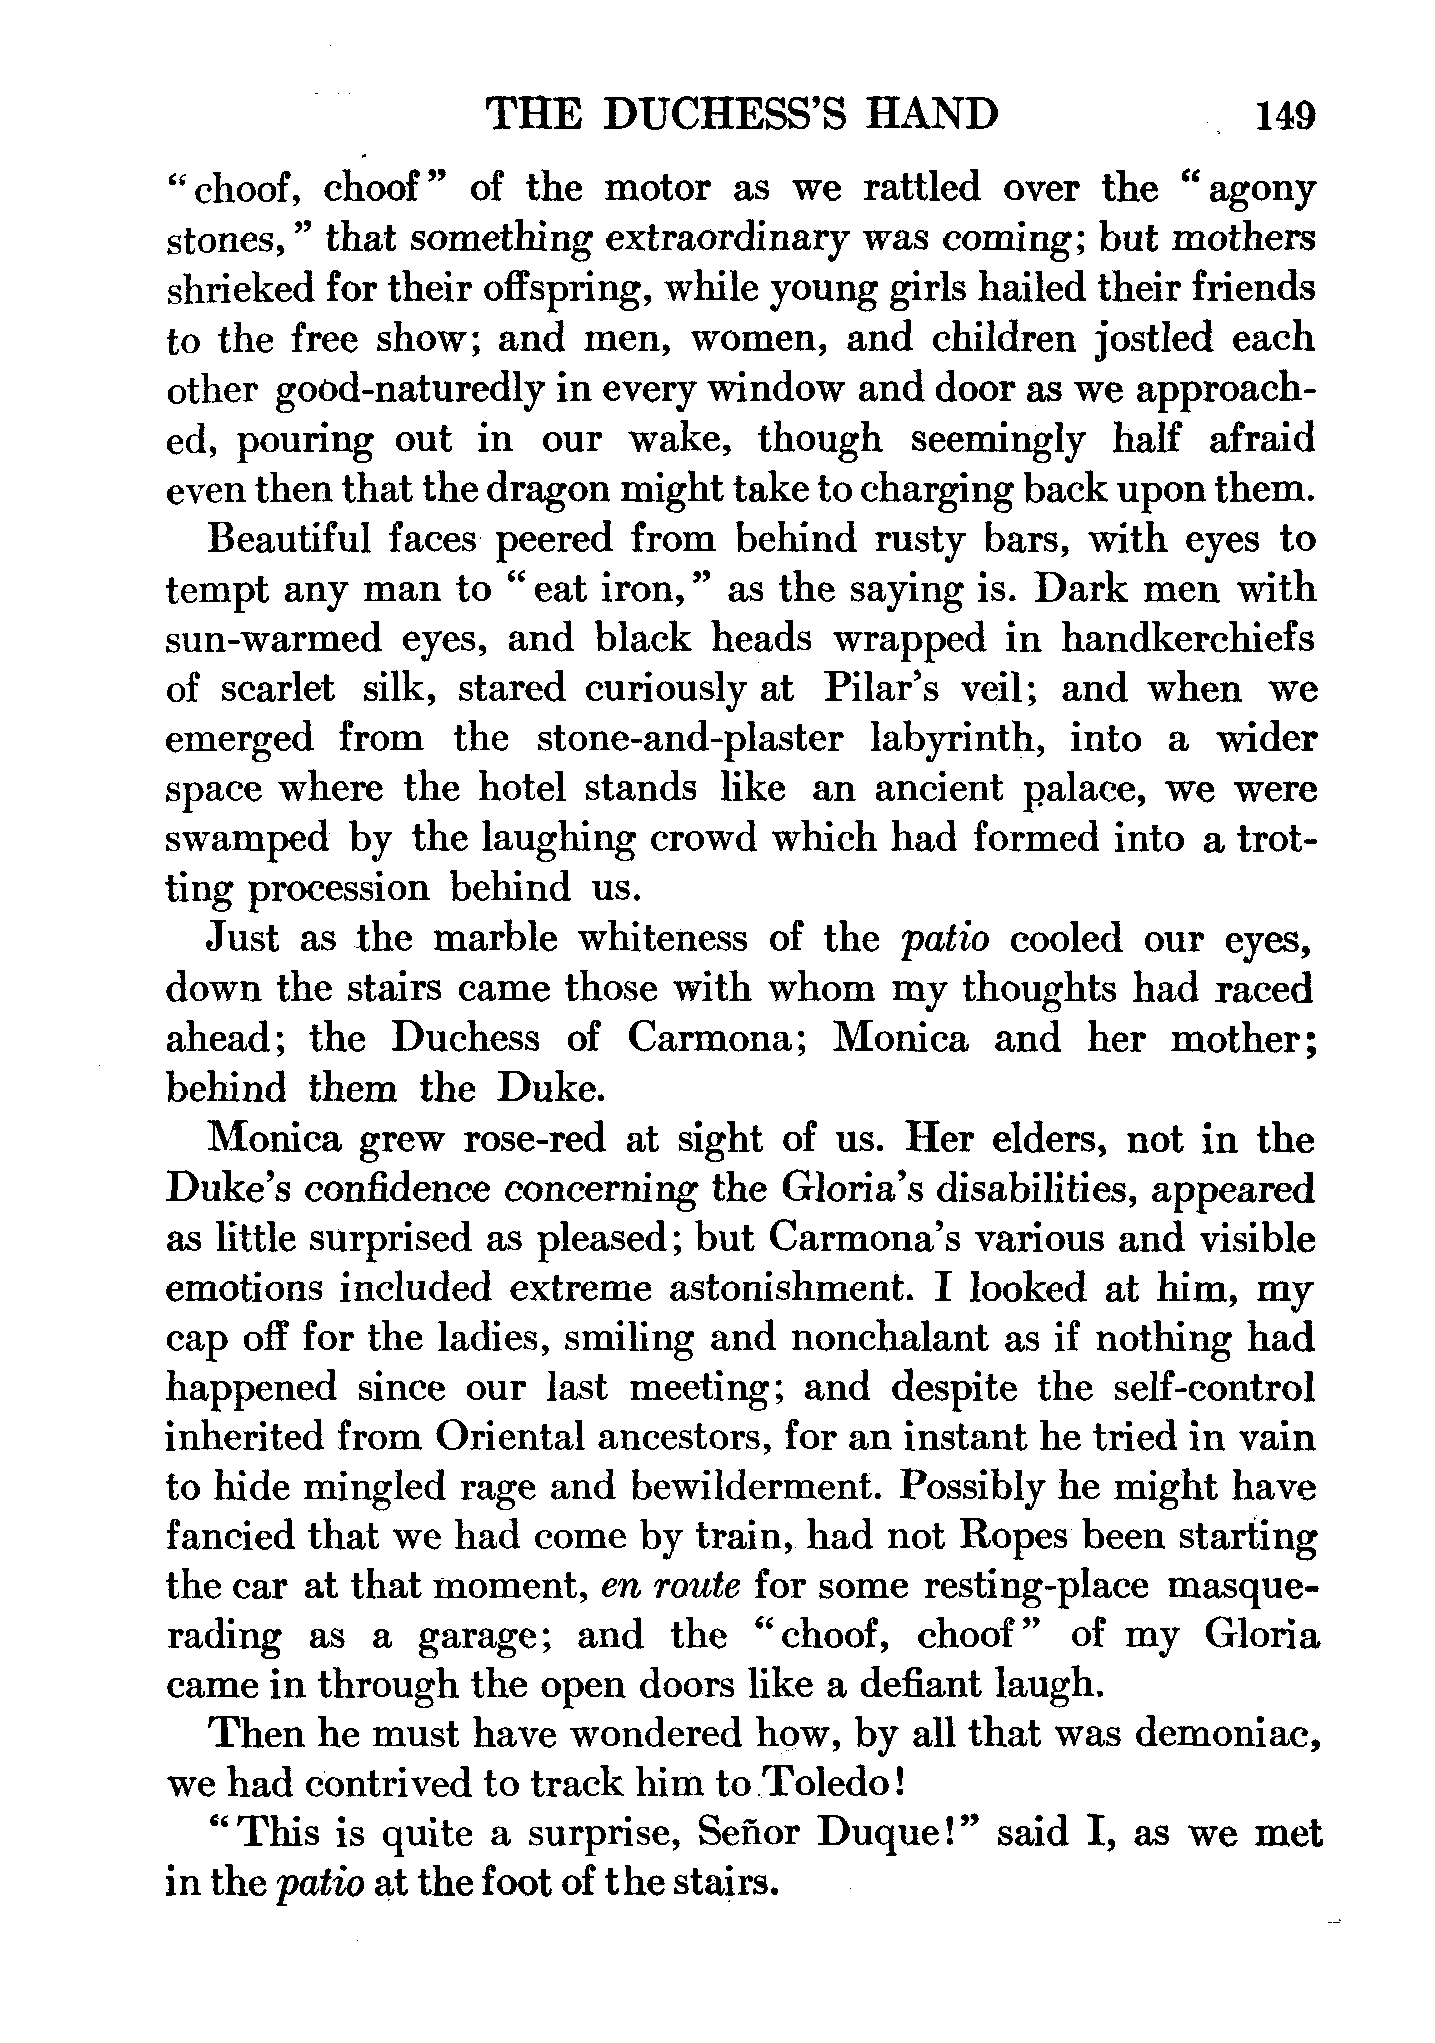 THE DUCHESS'S HAND 149
"choof, choof" of the motor as we rattled over the "agony
stones," that something extraordinary was coming; but mothers
shrieked for their offspring, while young girls hailed their friends
to the free show; and men, women, and children jostled each
other good-naturedly in every window and door as we approach-
ed, pouring out in our wake, though seemingly half afraid
even then that the dragon might take to charging back upon them.
Beautiful faces peered from behind rusty bars, with eyes to
tempt any man to "eat iron," as the saying is. Dark men with
sun-warmed eyes, and black heads wrapped in handkerchiefs
of scarlet silk, stared curiously at Pilar's veil; and when we
emerged from the stone-and-plaster labyrinth, into a wider
space where the hotel stands like an ancient palace, we were
swamped by the laughing crowd which had formed into a trot-
ting procession behind us.
Just as the marble whiteness of the patio cooled our eyes,
down the stairs came those with whom my thoughts had raced
ahead; the Duchess of Carmona; Monica and her mother;
behind them the Duke.
Monica grew rose-red at sight of us. Her elders, not in the
Duke's confidence concerning the Gloria's disabilities, appeared
as little surprised as pleased; but Carmona's various and visible
emotions included extreme astonishment. I looked at him, my
cap off for the ladies, smiling and nonchalant as if nothing had
happened since our last meeting; and despite the self-control
inherited from Oriental ancestors, for an instant he tried in vain
to hide mingled rage and bewilderment. Possibly he might have
fancied that we had come by train, had not Ropes been starting
the car at that moment, en route for some resting-place masque-
rading as a garage; and the "choof, choof" of my Gloria
came in through the open doors like a defiant laugh.
Then he must have wondered how, by all that was demoniac,
we had contrived to track him to Toledo!
"This is quite a surprise, Señor Duque!" said I, as we met
in the patio at the foot of the stairs.